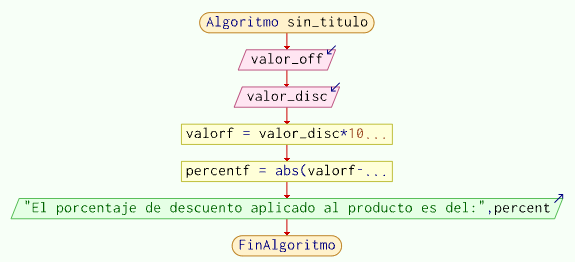 Algoritmo sin_titulo
valor_off
valor_disc
valorf = valor_disc*10...
percentf = abs(valorf-...
"El porcentaje de descuento aplicado al producto es del:",percent
FinAlgoritmo